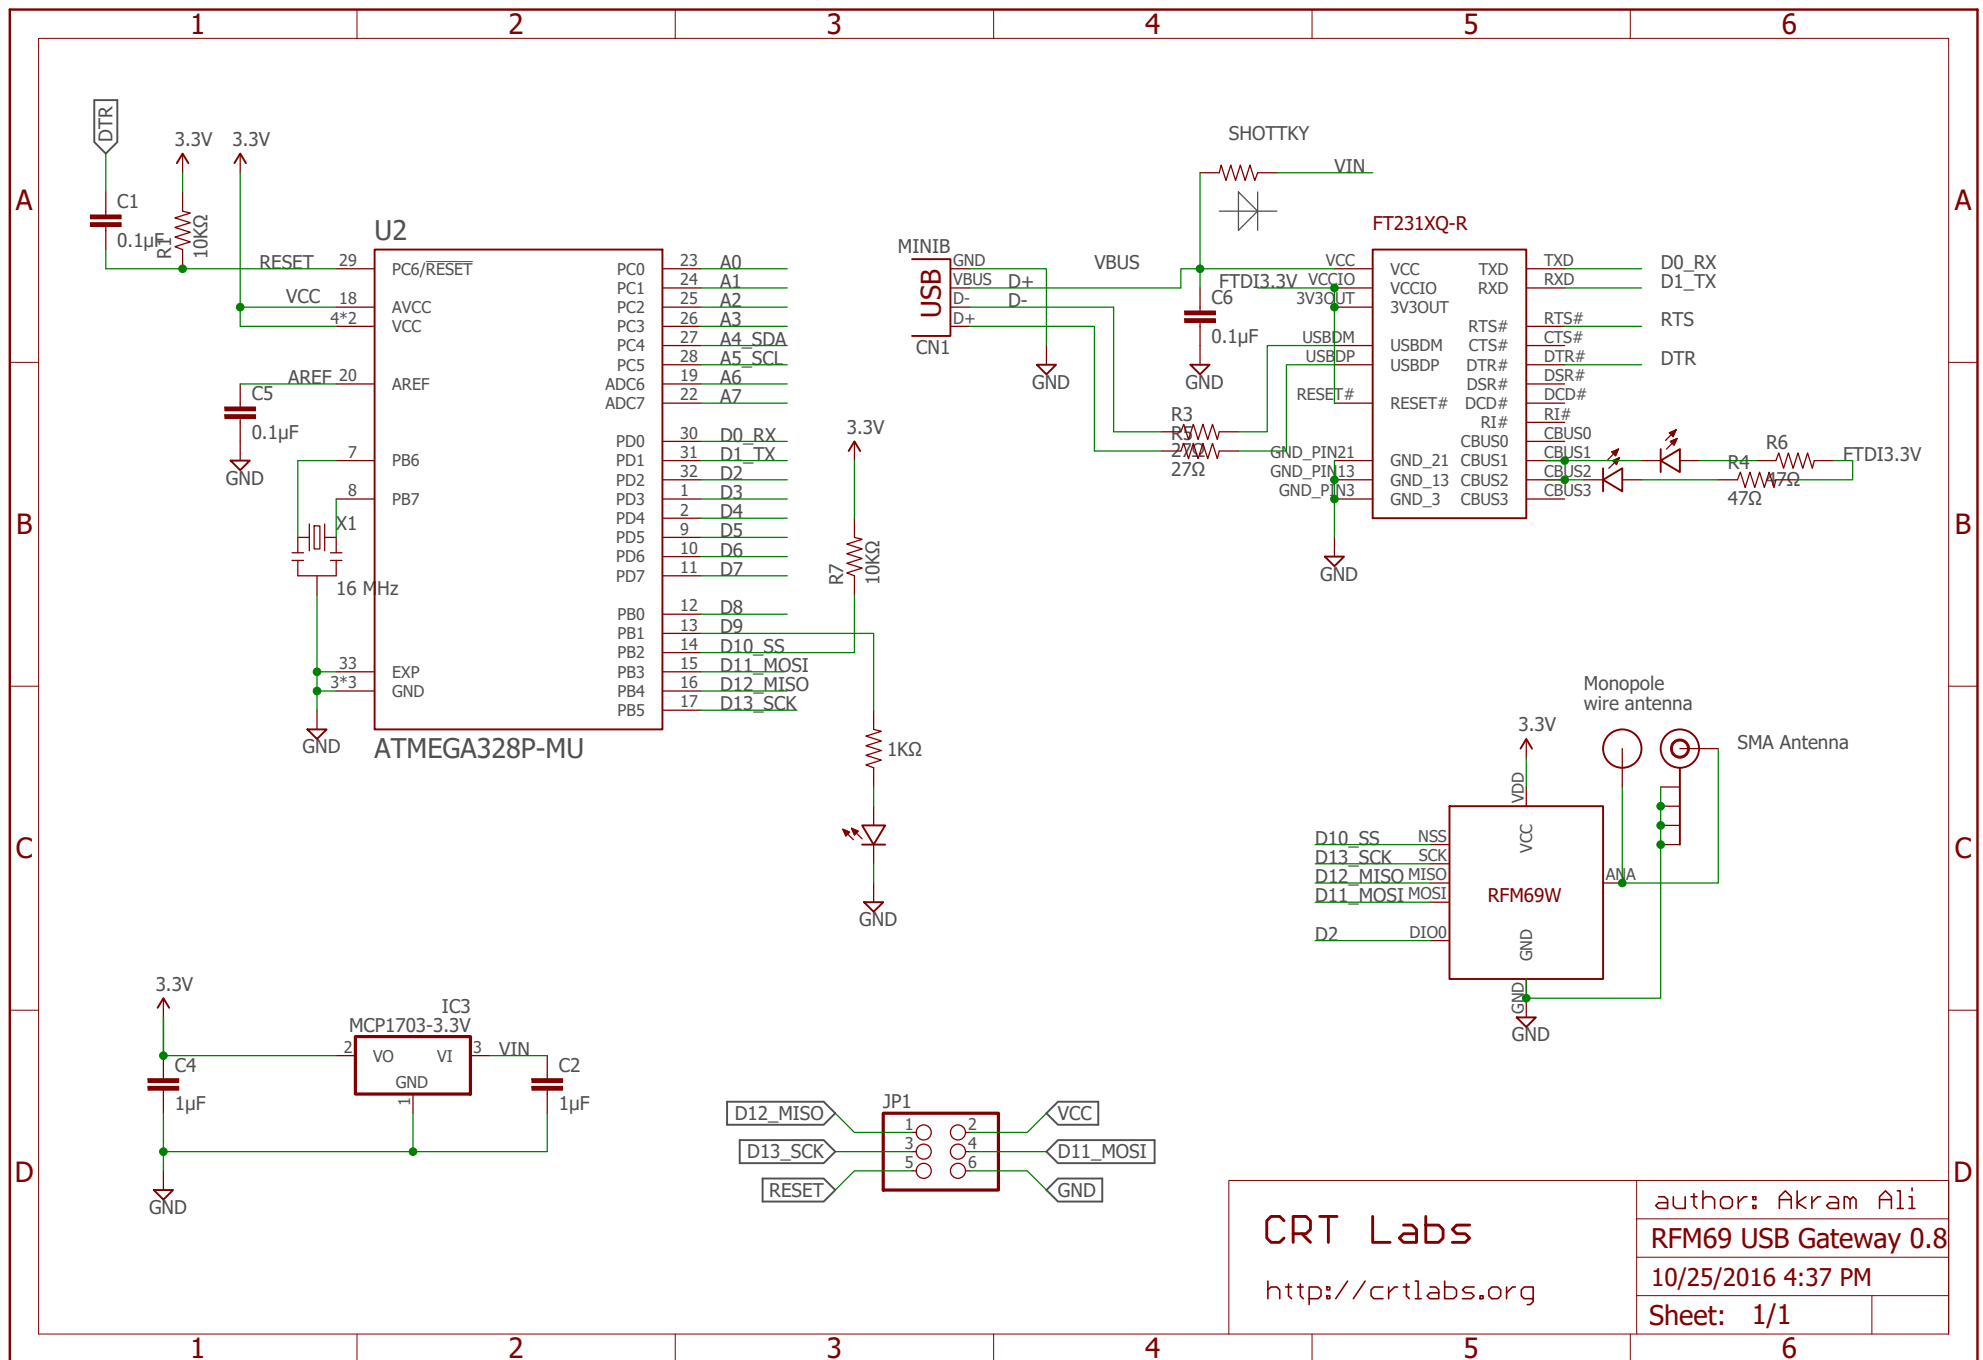 1 2 3 4 5 6
A
A
B
B
C
C
D
D
DTR
3.3V
3.3V
C1
0.1µF
R1
10KΩ
U2
RESET
29
PC6/RESET
VCC
18
AVCC
4*2
VCC
AREF
20
AREF
C5
0.1µF
GND
7
PB6
8
PB7
X1
16 MHz
33
EXP
3*3
GND
GND
ATMEGA328P-MU
PC0 23 A0
PC1 24 A1
PC2 25 A2
PC3 26 A3
PC4 27 A4_SDA
PC5 28 A5_SCL
ADC6 19 A6
ADC7 22 A7
PD0 30 D0_RX
PD1 31 D1_TX
PD2 32 D2
PD3 1 D3
PD4 2 D4
PD5 9 D5
PD6 10 D6
PD7 11 D7
PB0 12 D8
PB1 13 D9
PB2 14 D10_SS
PB3 15 D11_MOSI
PB4 16 D12_MISO
PB5 17 D13_SCK
3.3V
R7
10KΩ
1KΩ
GND
MINIB
USB
GND
VBUS
D-
D+
CN1
D+
D-
GND
VBUS
SHOTTKY
VIN
C6
0.1µF
GND
R3
R5
27Ω
27Ω
FT231XQ-R
FTDI3.3V
VCC VCC
VCCIO VCCIO
3V3OUT 3V3OUT
USBDM USBDM
USBDP USBDP
RESET# RESET#
GND_PIN21 GND_21
GND_PIN13 GND_13
GND_PIN3 GND_3
GND
TXD TXD D0_RX
RXD RXD D1_TX
RTS# RTS# RTS
CTS# CTS#
DTR# DTR# DTR
DSR# DSR#
DCD# DCD#
RI# RI#
CBUS0 CBUS0
CBUS1 CBUS1
CBUS2 CBUS2
CBUS3 CBUS3
R6
47Ω
R4
47Ω
FTDI3.3V
Monopole
wire antenna
SMA Antenna
3.3V
VDD
VCC
D10_SS NSS
D13_SCK SCK
D12_MISO MISO
D11_MOSI MOSI
D2 DIO0
RFM69W
ANA
GND
GND
GND
3.3V
IC3
MCP1703-3.3V
2 VO VI 3 VIN
GND
1
C4
1µF
C2
1µF
GND
JP1
D12_MISO 1 2 VCC
D13_SCK 3 4 D11_MOSI
RESET 5 6 GND
CRT Labs
http://crtlabs.org
author: Akram Ali
RFM69 USB Gateway 0.8
10/25/2016 4:37 PM
Sheet: 1/1
1 2 3 4 5 6